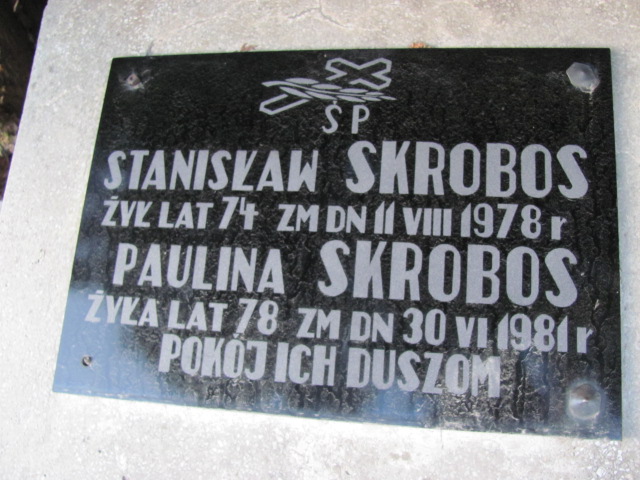 ŚP
STANISŁAW SKROBOS
ŻYŁ LAT 74 ZM DN 11 VIII 1978 r
PAULINA SKROBOS
ŻYŁA LAT 78 ZM DN 30 VI 1981 r
POKÓJ ICH DUSZOM